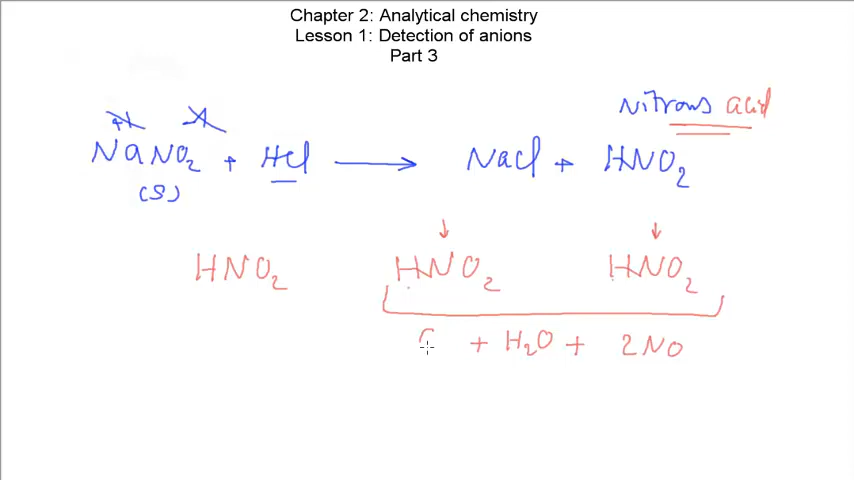 Chapter 2: Analytical chemistry
Lesson 1: Detection of anions
Part 3
Nitrous acid
NaNO2 + HCl → NaCl + HNO2
(S)
HNO2 HNO2 HNO2
+ H2O + 2NO